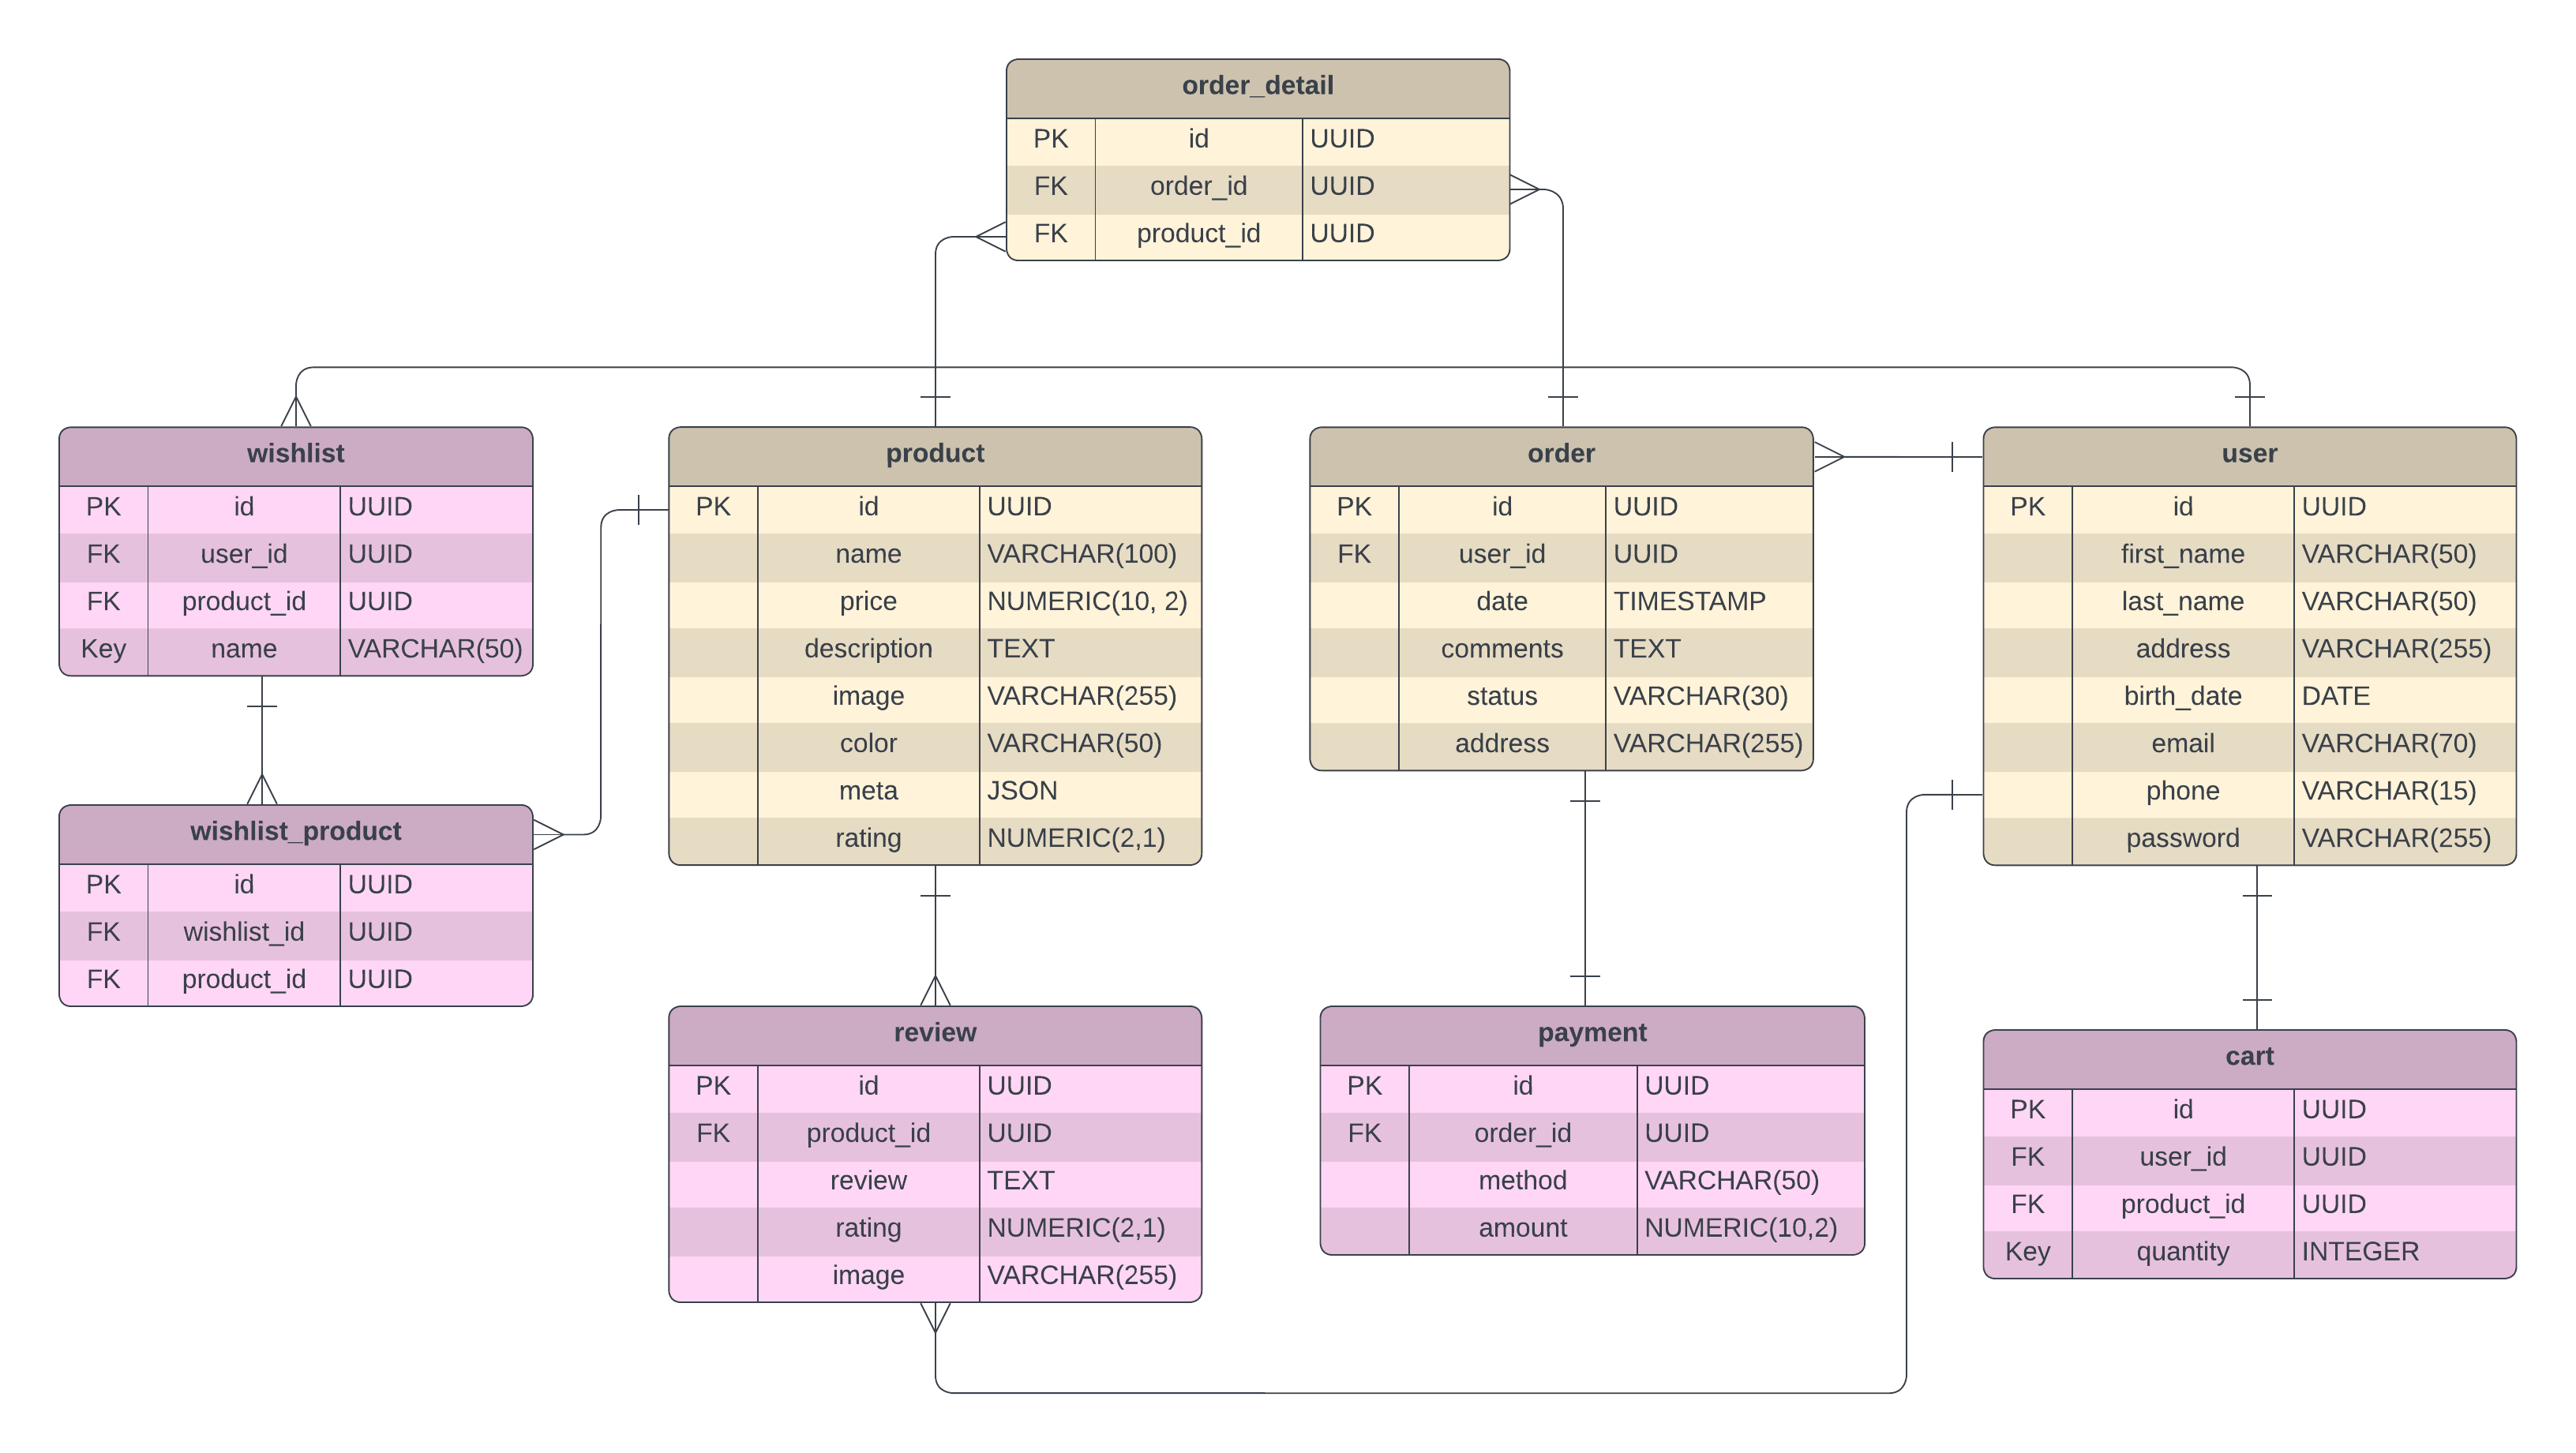 order_detail
PK id UUID
FK order_id UUID
FK product_id UUID
wishlist
PK id UUID
FK user_id UUID
FK product_id UUID
Key name VARCHAR(50)
product
PK id UUID
name VARCHAR(100)
price NUMERIC(10, 2)
description TEXT
image VARCHAR(255)
color VARCHAR(50)
meta JSON
rating NUMERIC(2,1)
order
PK id UUID
FK user_id UUID
date TIMESTAMP
comments TEXT
status VARCHAR(30)
address VARCHAR(255)
user
PK id UUID
first_name VARCHAR(50)
last_name VARCHAR(50)
address VARCHAR(255)
birth_date DATE
email VARCHAR(70)
phone VARCHAR(15)
password VARCHAR(255)
wishlist_product
PK id UUID
FK wishlist_id UUID
FK product_id UUID
review
PK id UUID
FK product_id UUID
review TEXT
rating NUMERIC(2,1)
image VARCHAR(255)
payment
PK id UUID
FK order_id UUID
method VARCHAR(50)
amount NUMERIC(10,2)
cart
PK id UUID
FK user_id UUID
FK product_id UUID
Key quantity INTEGER